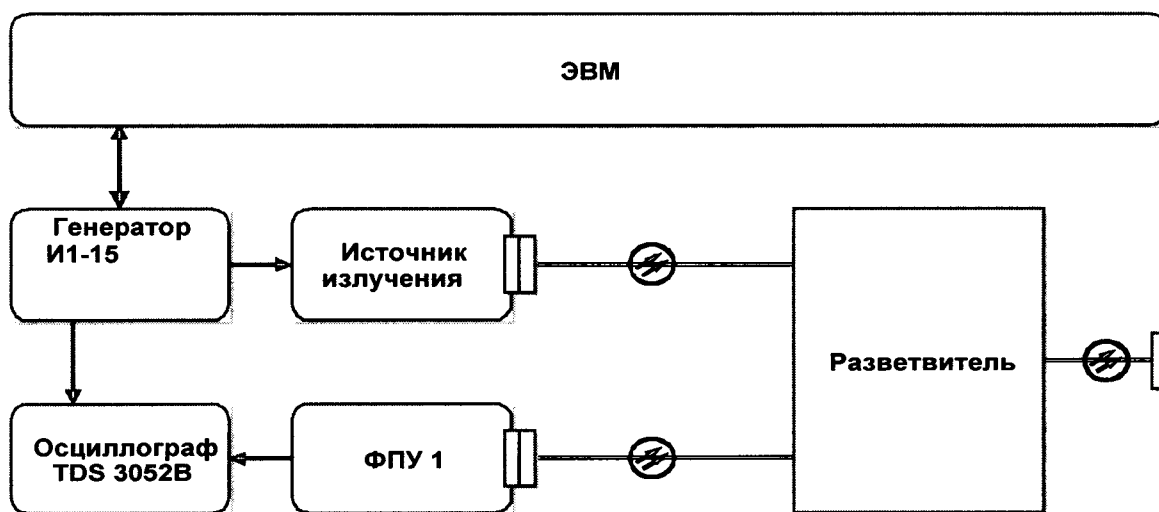 ЭВМ
Генератор
И1-15
Источник
излучения
Разветвитель
Осциллограф
TDS 3052B
ФПУ 1